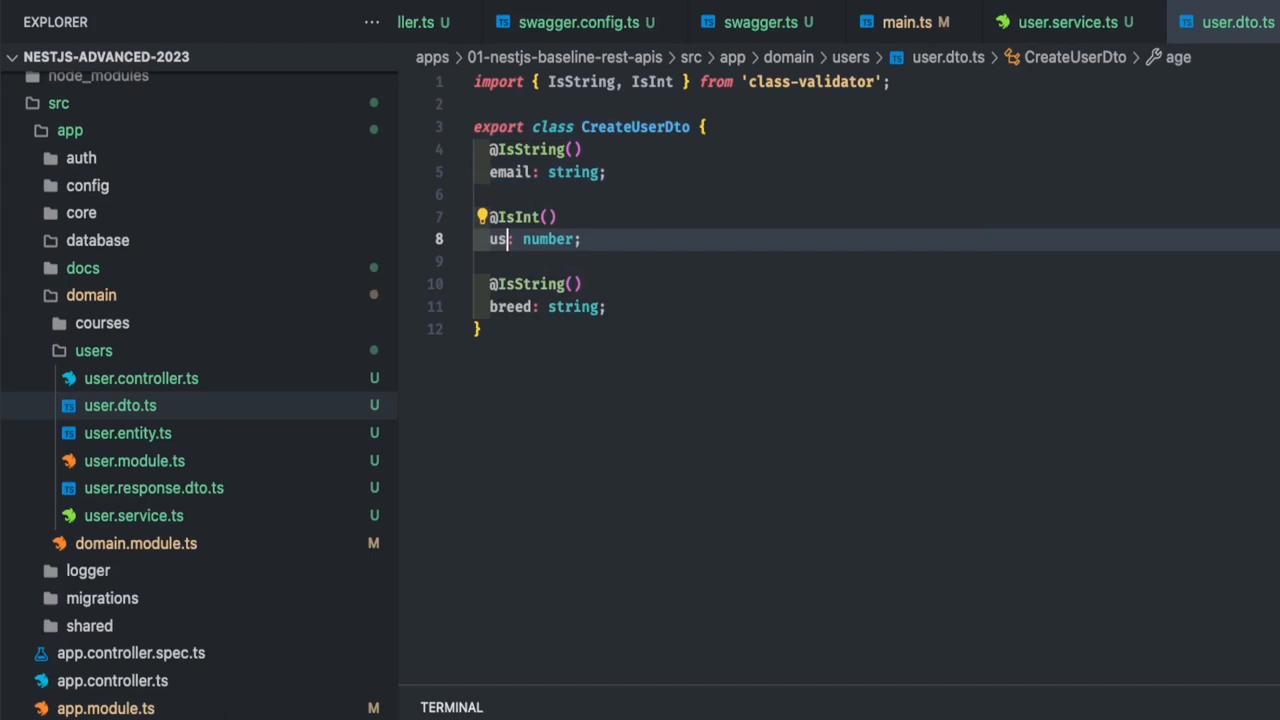 EXPLORER ...
NESTJS-ADVANCED-2023
node_modules
src
app
auth
config
core
database
docs
domain
courses
users
user.controller.ts U
user.dto.ts U
user.entity.ts U
user.module.ts U
user.response.dto.ts U
user.service.ts U
domain.module.ts M
logger
migrations
shared
app.controller.spec.ts
app.controller.ts
app.module.ts M
ller.ts U TS swagger.config.ts U TS swagger.ts U main.ts M user.service.ts U TS user.dto.ts
apps > 01-nestjs-baseline-rest-apis > src > app > domain > users > TS user.dto.ts > CreateUserDto > age
1 import { IsString, IsInt } from 'class-validator';
2
3 export class CreateUserDto {
4 @IsString()
5 email: string;
6
7 @IsInt()
8 us: number;
9
10 @IsString()
11 breed: string;
12 }
TERMINAL